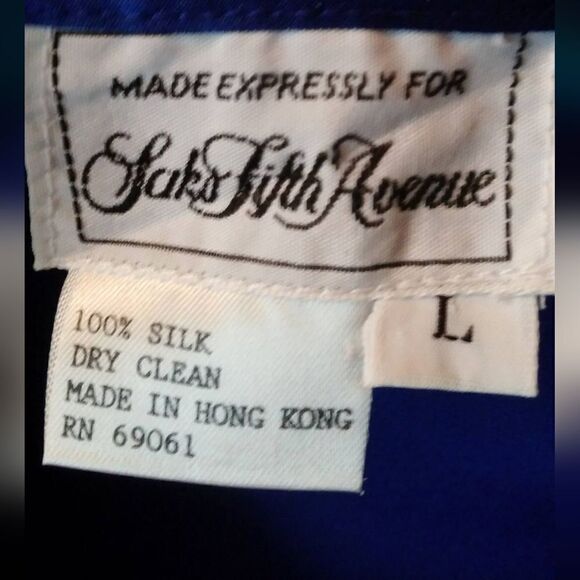 MADE EXPRESSLY FOR
Saks Fifth Avenue
L
100% SILK
DRY CLEAN
MADE IN HONG KONG
RN 69061